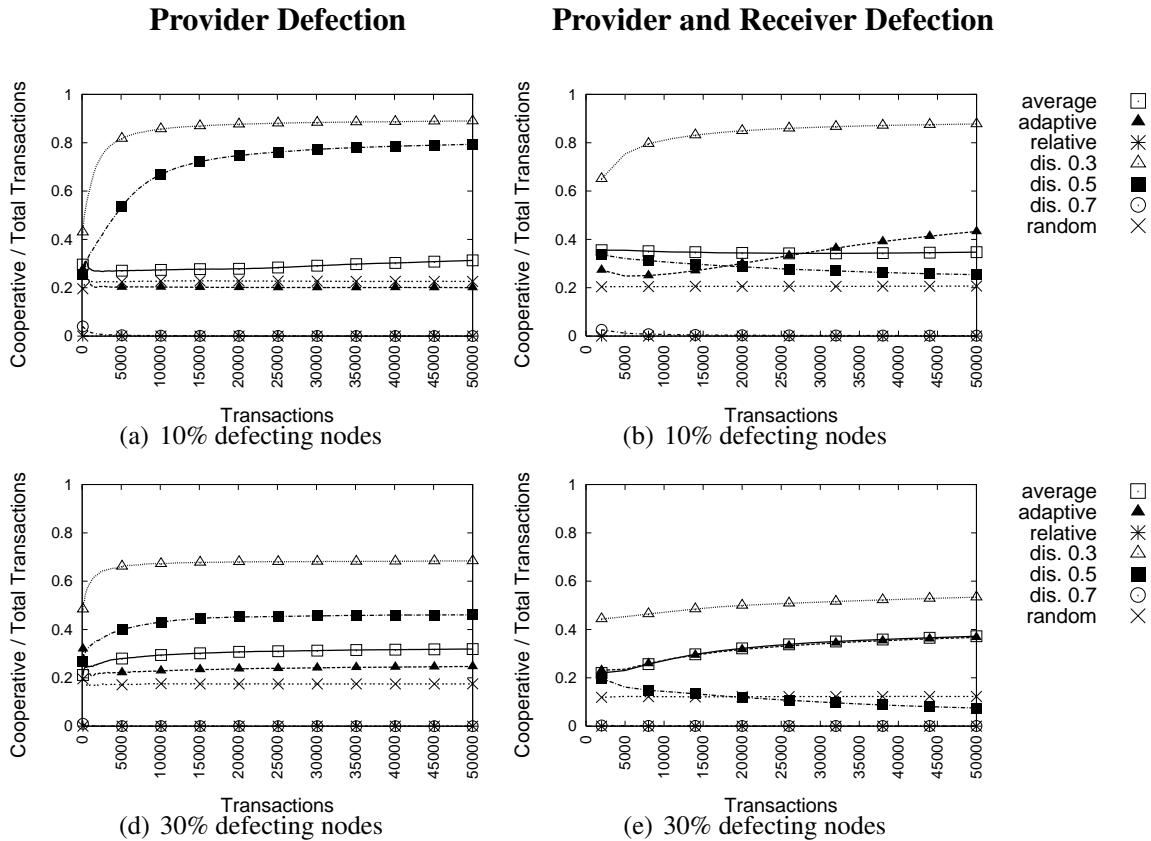 Provider Defection
Provider and Receiver Defection
Cooperative / Total Transactions
1
0.8
0.6
0.4
0.2
0
0
5000
10000
15000
20000
25000
30000
35000
40000
45000
50000
Transactions
(a) 10% defecting nodes
Cooperative / Total Transactions
1
0.8
0.6
0.4
0.2
0
0
5000
10000
15000
20000
25000
30000
35000
40000
45000
50000
Transactions
(b) 10% defecting nodes
average
adaptive
relative
dis. 0.3
dis. 0.5
dis. 0.7
random
Cooperative / Total Transactions
1
0.8
0.6
0.4
0.2
0
0
5000
10000
15000
20000
25000
30000
35000
40000
45000
50000
Transactions
(d) 30% defecting nodes
Cooperative / Total Transactions
1
0.8
0.6
0.4
0.2
0
0
5000
10000
15000
20000
25000
30000
35000
40000
45000
50000
Transactions
(e) 30% defecting nodes
average
adaptive
relative
dis. 0.3
dis. 0.5
dis. 0.7
random